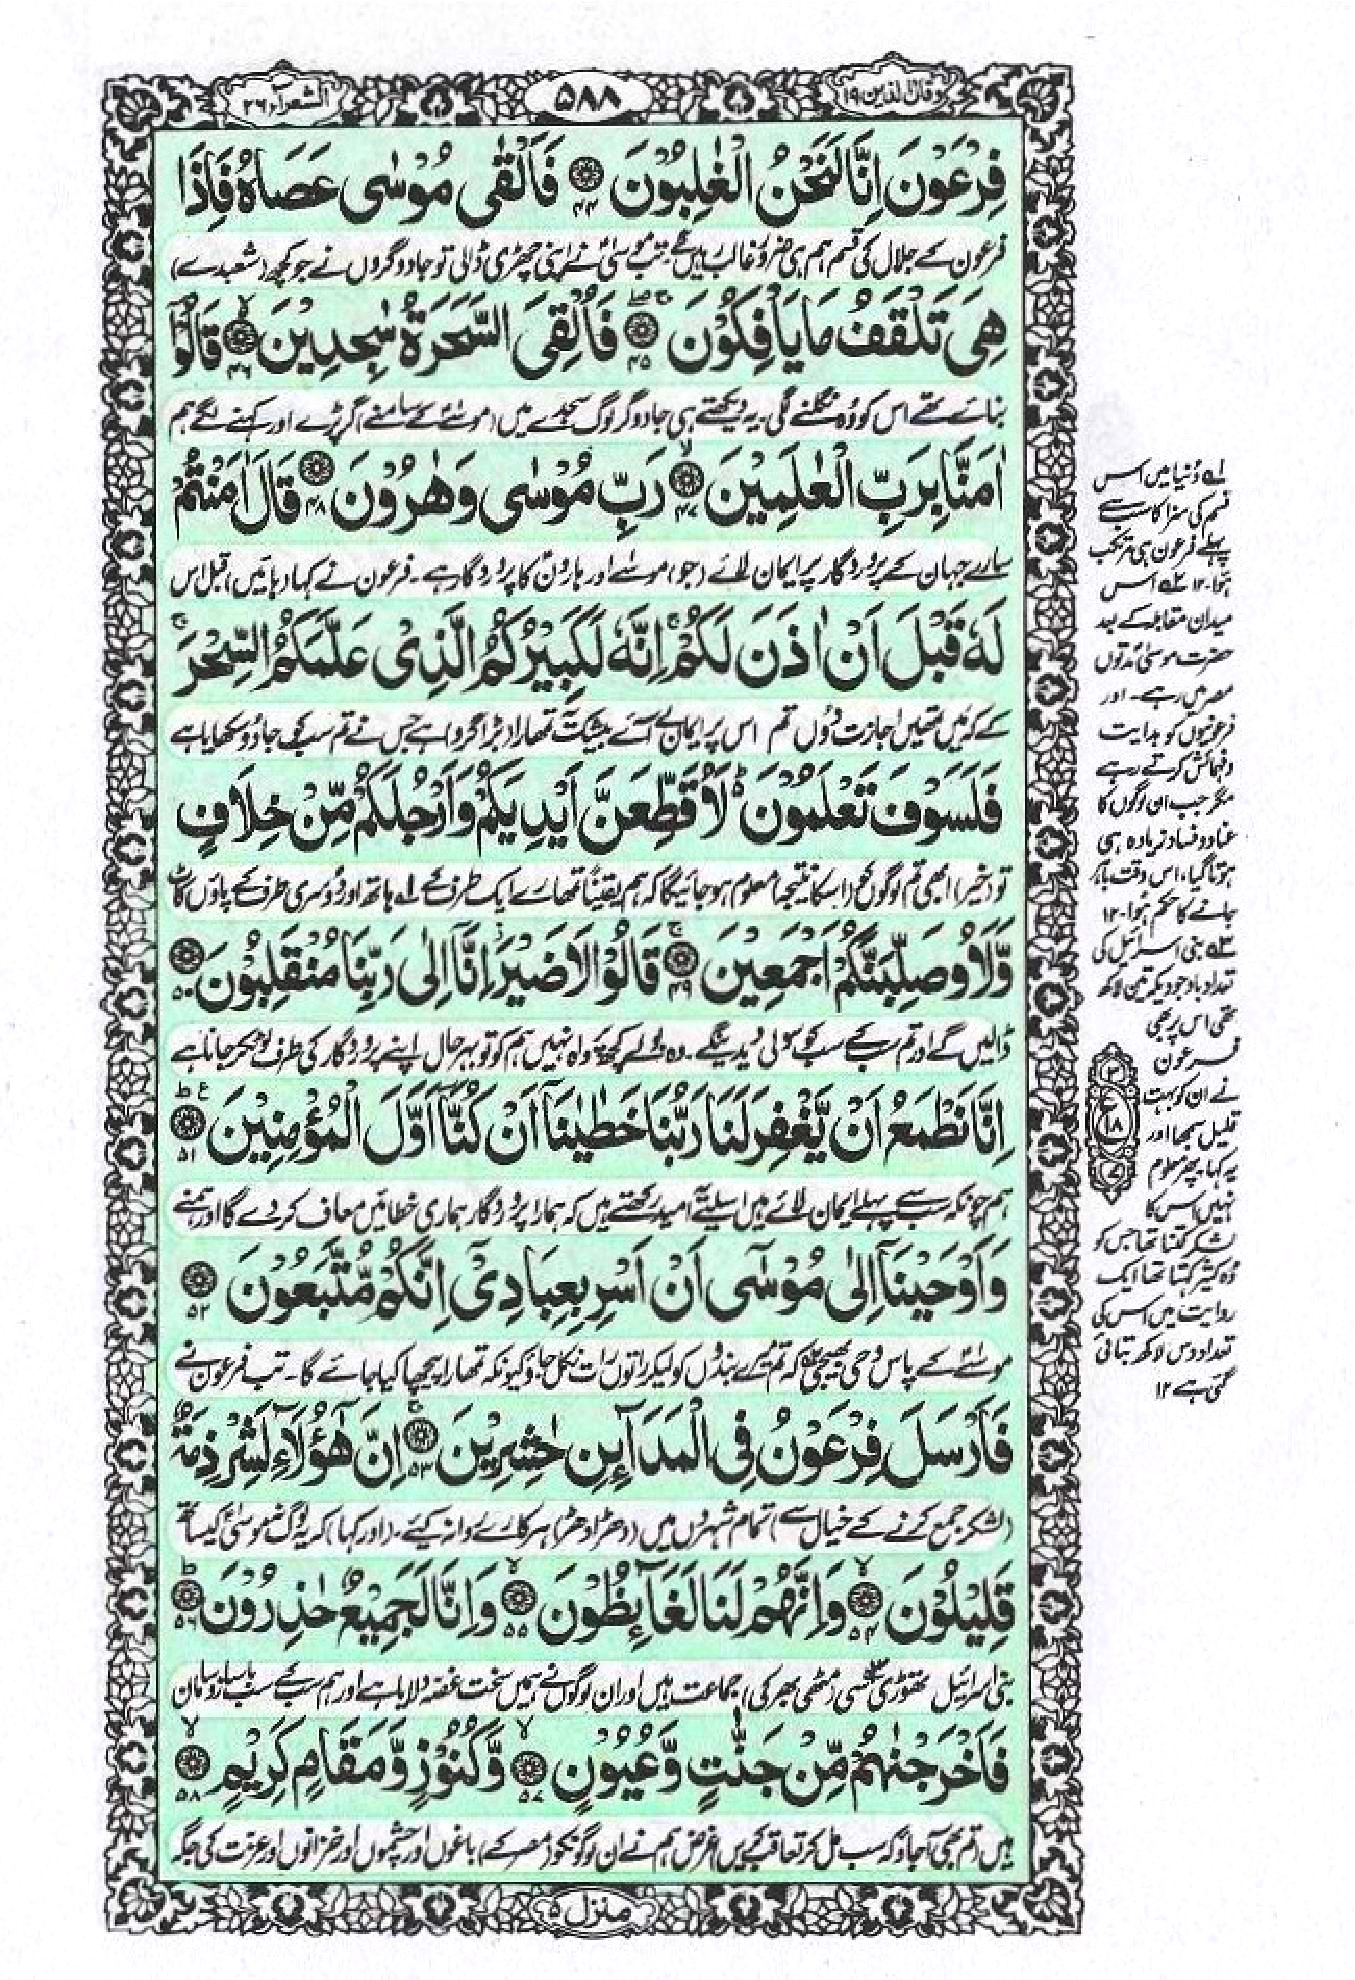 وقال الذین ۱۹
۵۸۸
الشعرآء ۲۶
فِرْعَوْنَ اِنَّا لَنَحْنُ الْغٰلِبُوْنَ ۴۴ فَاَلْقٰى مُوْسٰى عَصَاهُ فَاِذَا
فرعون کے جلال کی قسم ہم ہی ضرور غالب رہیں گے۔ تب موسیٰ نے اپنی چھڑی ڈالی تو جادوگروں نے جو کچھ (شعبدے)
هِىَ تَلْقَفُ مَا يَاْفِكُوْنَ ۴۵ فَاُلْقِىَ السَّحَرَةُ سٰجِدِيْنَ ۴۶ قَالُوْٓا
بنائے تھے اس کو وہ نگلنے لگی۔ یہ دیکھتے ہی جادوگر لوگ سجدے میں (موسیٰ کے سامنے) گر پڑے اور کہنے لگے ہم
اٰمَنَّا بِرَبِّ الْعٰلَمِيْنَ ۴۷ رَبِّ مُوْسٰى وَهٰرُوْنَ ۴۸ قَالَ اٰمَنْتُمْ
سارے جہان کے پروردگار پر ایمان لائے (جو) موسیٰ اور ہارون کا پروردگار ہے۔ فرعون نے کہا (ہائیں) قبل اس
لَهٗ قَبْلَ اَنْ اٰذَنَ لَكُمْ ۚ اِنَّهٗ لَكَبِيْرُكُمُ الَّذِىْ عَلَّمَكُمُ السِّحْرَ ۚ
کے کہ میں تمھیں اجازت دوں تم اس پر ایمان لے آئے بیشک یہ تمھارا بڑا گرو ہے جس نے تم سب کو جادو سکھایا ہے
فَلَسَوْفَ تَعْلَمُوْنَ ؕ لَاُقَطِّعَنَّ اَيْدِيَكُمْ وَاَرْجُلَكُمْ مِّنْ خِلَافٍ
تو (خیر) ابھی تم لوگوں کو (اسکا نتیجہ) معلوم ہو جائیگا کہ ہم یقیناً تمھارے ایک طرف کے لہ ہاتھ اور دوسری طرف کے پاؤں کاٹ
وَّلَاُوصَلِّبَنَّكُمْ اَجْمَعِيْنَ ۴۹ قَالُوْا لَا ضَيْرَ اِنَّاۤ اِلٰى رَبِّنَا مُنْقَلِبُوْنَ ۵۰
ڈالیں گے اور تم سب کے سب کو سولی دیدینگے۔ وہ بولے کچھ پرواہ نہیں ہم کو تو بہرحال اپنے پروردگار کی طرف لوٹ کر جانا ہے
اِنَّا نَطْمَعُ اَنْ يَّغْفِرَ لَنَا رَبُّنَا خَطٰيٰنَاۤ اَنْ كُنَّاۤ اَوَّلَ الْمُؤْمِنِيْنَ ۵۱
ہم چونکہ سب سے پہلے ایمان لائے ہیں اسلیے امید رکھتے ہیں کہ ہمارا پروردگار ہماری خطائیں معاف کر دے گا اور ہمنے
وَاَوْحَيْنَاۤ اِلٰى مُوْسٰۤى اَنْ اَسْرِ بِعِبَادِىْۤ اِنَّكُمْ مُّتَّبَعُوْنَ ۵۲
موسیٰ کے پاس وحی بھیجی کہ تم میرے بندوں کو لیکر راتوں رات نکل جاؤ کیونکہ تمھارا پیچھا کیا جائے گا۔ تب فرعون نے
فَاَرْسَلَ فِرْعَوْنُ فِى الْمَدَآئِنِ حٰشِرِيْنَ ۵۳ اِنَّ هٰٓؤُلَآءِ لَشِرْذِمَةٌ
(لشکر جمع کرنے کے خیال سے) تمام شہروں میں (دھڑا دھڑ) ہرکارے روانہ کیے۔ (اور کہا) کہ یہ لوگ موسیٰ کیساتھ
قَلِيْلُوْنَ ۵۴ وَاِنَّهُمْ لَنَا لَغَآئِظُوْنَ ۵۵ وَاِنَّا لَجَمِيْعٌ حٰذِرُوْنَ ۵۶
بنی اسرائیل تھوڑی سی (مٹھی بھر کی) جماعت ہیں اور ان لوگوں نے ہمیں سخت غصہ دلایا ہے اور ہم سب کے سب باساز و سامان
فَاَخْرَجْنٰهُمْ مِّنْ جَنّٰتٍ وَّعُيُوْنٍ ۵۷ وَّكُنُوْزٍ وَّمَقَامٍ كَرِيْمٍ ۵۸
ہیں (تم بھی آجاؤ کہ سب مل کر تعاقب کریں) غرض ہم نے ان لوگوں کو (مصر کے) باغوں اور چشموں اور خزانوں اور عزت کی جگہ
منزل ۵
لہ دنیا میں اس
قسم کی سزا کا سب سے
پہلے فرعون ہی مرتکب
ہوا۔۱۲ ۲ہ اس
میدان مقابلہ کے بعد
حضرت موسیٰ مدتوں
مصر میں رہے۔ اور
فرعونیوں کو ہدایت
و فہمائش کرتے رہے
مگر جب ان لوگوں کا
عناد و فساد زیادہ ہی
ہوتا گیا، اس وقت باہر
جانے کا حکم ہوا۔۱۲
۳ہ بنی اسرائیل کی
تعداد باوجودیکہ تین لاکھ
تھی اس پر بھی
فرعون
نے ان کو بہت
قلیل سمجھا اور
یہ کہا، پھر معلوم
نہیں اس کا
لشکر کتنا تھا جس کو
وہ کثیر کہتا تھا ایک
روایت میں اس کی
تعداد دس لاکھ بتائی
گئی ہے ۱۲
۳
ع
۱۸
۷